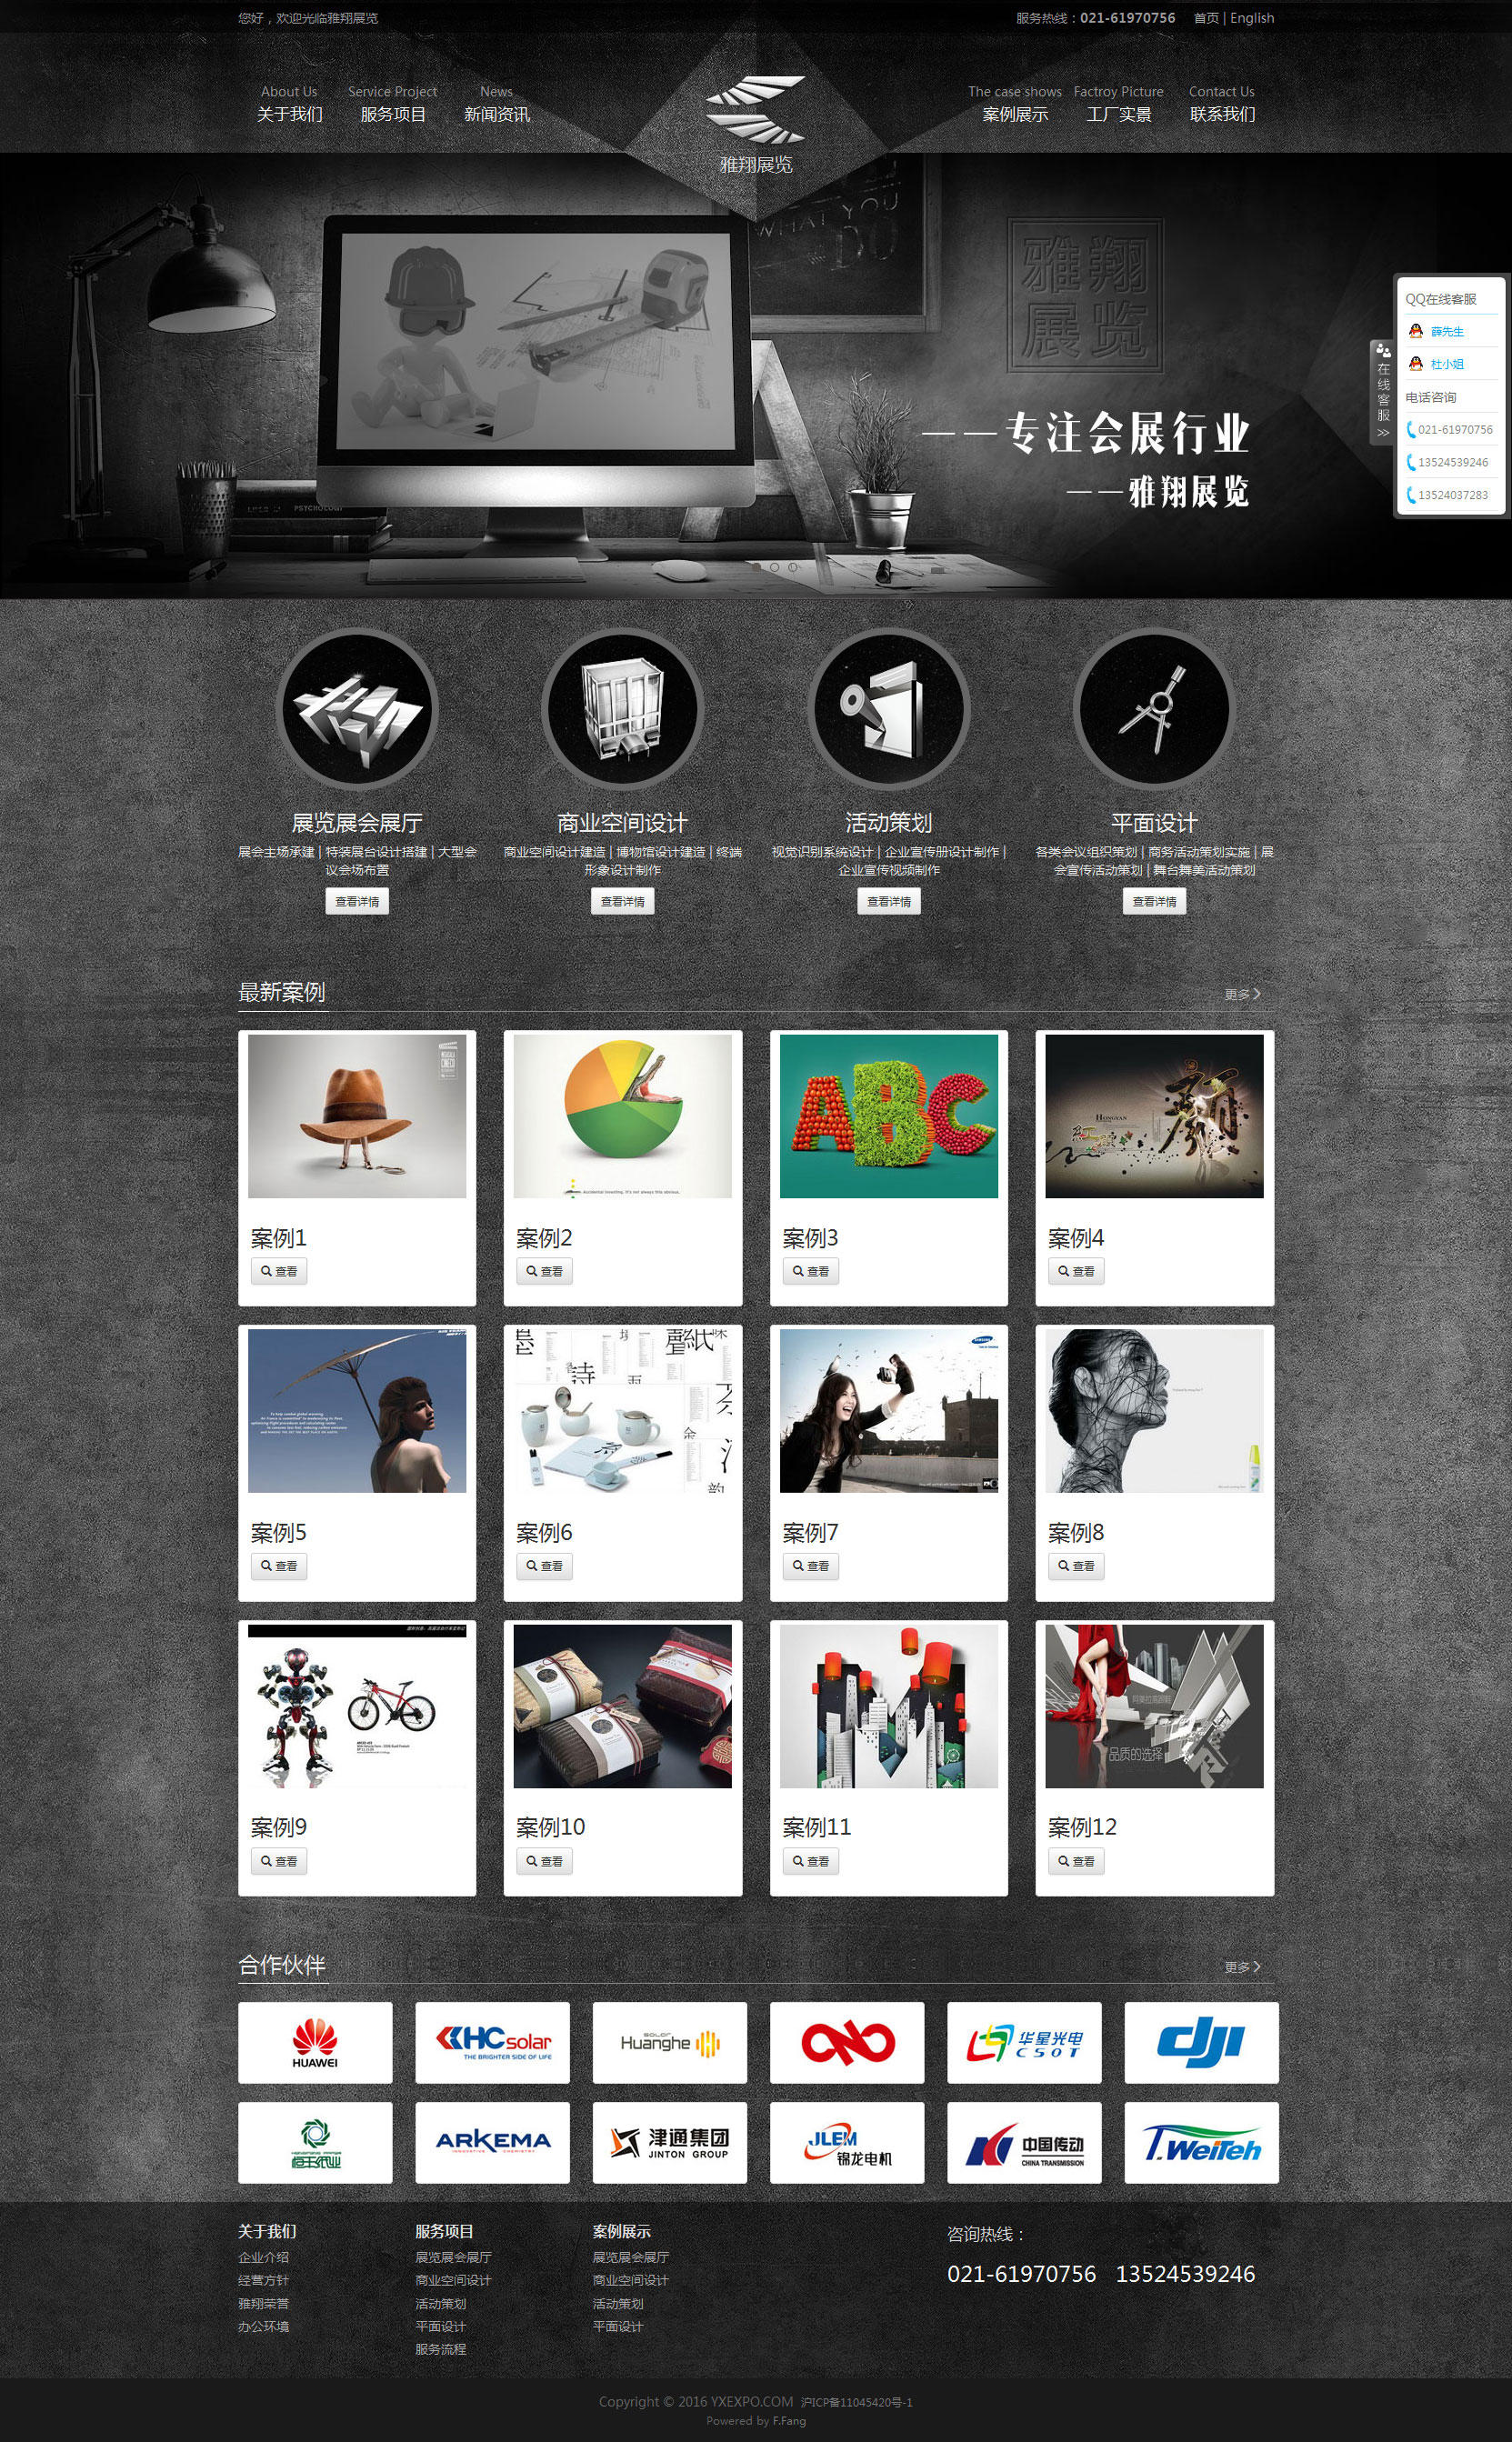 您好，欢迎光临雅翔展览
服务热线：021-61970756 首页 | English
About Us Service Project News
关于我们 服务项目 新闻资讯
The case shows Factroy Picture Contact Us
案例展示 工厂实景 联系我们
雅翔展览
WHAT YOU
DO
雅翔
展览
——专注会展行业
——雅翔展览
PSYCHOLOGY
在线客服
>>
QQ在线客服
薛先生
杜小姐
电话咨询
021-61970756
13524539246
13524037283
展览展会展厅
展会主场承建 | 特装展台设计搭建 | 大型会
议会场布置
查看详情
商业空间设计
商业空间设计建造 | 博物馆设计建造 | 终端
形象设计制作
查看详情
活动策划
视觉识别系统设计 | 企业宣传册设计制作 |
企业宣传视频制作
查看详情
平面设计
各类会议组织策划 | 商务活动策划实施 | 展
会宣传活动策划 | 舞台舞美活动策划
查看详情
最新案例 更多
ABC
HONGYAN
案例1 案例2 案例3 案例4
查看 查看 查看 查看
SAMSUNG
案例5 案例6 案例7 案例8
查看 查看 查看 查看
品质的选择
案例9 案例10 案例11 案例12
查看 查看 查看 查看
合作伙伴 更多
HUAWEI
HC solar
THE BRIGHTER SIDE OF LIFE
SOLAR
Huanghe
华星光电
CSOT
dji
恒丰纸业
ARKEMA
INNOVATIVE CHEMISTRY
津通集团
JINTON GROUP
JLEM
锦龙电机
中国传动
CHINA TRANSMISSION
T.WeiTeh
关于我们
企业介绍
经营方针
雅翔荣誉
办公环境
服务项目
展览展会展厅
商业空间设计
活动策划
平面设计
服务流程
案例展示
展览展会展厅
商业空间设计
活动策划
平面设计
咨询热线：
021-61970756 13524539246
Copyright © 2016 YXEXPO.COM 沪ICP备11045420号-1
Powered by F.Fang